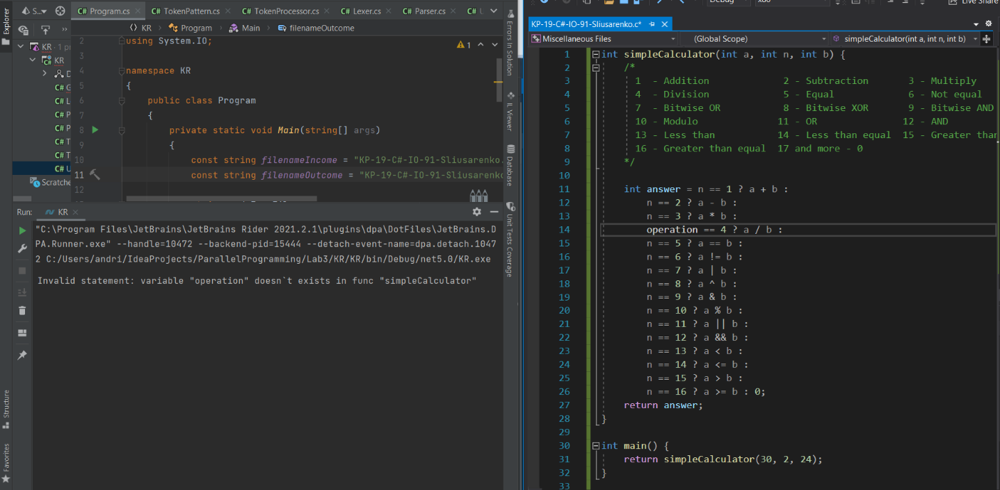 Explorer
S...
C# Program.cs
C# TokenPattern.cs
C# TokenProcessor.cs
C# Lexer.cs
C# Parser.cs
C#
KR
Program
Main
filenameOutcome
KR · 1
KR
C#
C#
C#
C#
C#
C#
C#
Scratche
1
2 using System.IO;
3
4 namespace KR
5 {
6 public class Program
7 {
8 private static void Main(string[] args)
9 {
10 const string filenameIncome = "KP-19-C#-IO-91-Sliusarenko.
11 const string filenameOutcome = "KP-19-C#-IO-91-Sliusarenko
12
Errors In Solution
IL Viewer
Database
Unit Tests Coverage
Run: KR
"C:\Program Files\JetBrains\JetBrains Rider 2021.2.1\plugins\dpa\DotFiles\JetBrains.D
PA.Runner.exe" --handle=10472 --backend-pid=15444 --detach-event-name=dpa.detach.1047
2 C:/Users/andri/IdeaProjects/ParallelProgramming/Lab3/KR/KR/bin/Debug/net5.0/KR.exe
Invalid statement: variable "operation" doesn`t exists in func "simpleCalculator"
Structure
Favorites
Debug
x86
Live Share
KP-19-C#-IO-91-Sliusarenko.c*
Miscellaneous Files
(Global Scope)
simpleCalculator(int a, int n, int b)
1 int simpleCalculator(int a, int n, int b) {
2 /*
3 1 - Addition 2 - Subtraction 3 - Multiply
4 4 - Division 5 - Equal 6 - Not equal
5 7 - Bitwise OR 8 - Bitwise XOR 9 - Bitwise AND
6 10 - Modulo 11 - OR 12 - AND
7 13 - Less than 14 - Less than equal 15 - Greater than
8 16 - Greater than equal 17 and more - 0
9 */
10
11 int answer = n == 1 ? a + b :
12 n == 2 ? a - b :
13 n == 3 ? a * b :
14 operation == 4 ? a / b :
15 n == 5 ? a == b :
16 n == 6 ? a != b :
17 n == 7 ? a | b :
18 n == 8 ? a ^ b :
19 n == 9 ? a & b :
20 n == 10 ? a % b :
21 n == 11 ? a || b :
22 n == 12 ? a && b :
23 n == 13 ? a < b :
24 n == 14 ? a <= b :
25 n == 15 ? a > b :
26 n == 16 ? a >= b : 0;
27 return answer;
28 }
29
30 int main() {
31 return simpleCalculator(30, 2, 24);
32 }
33